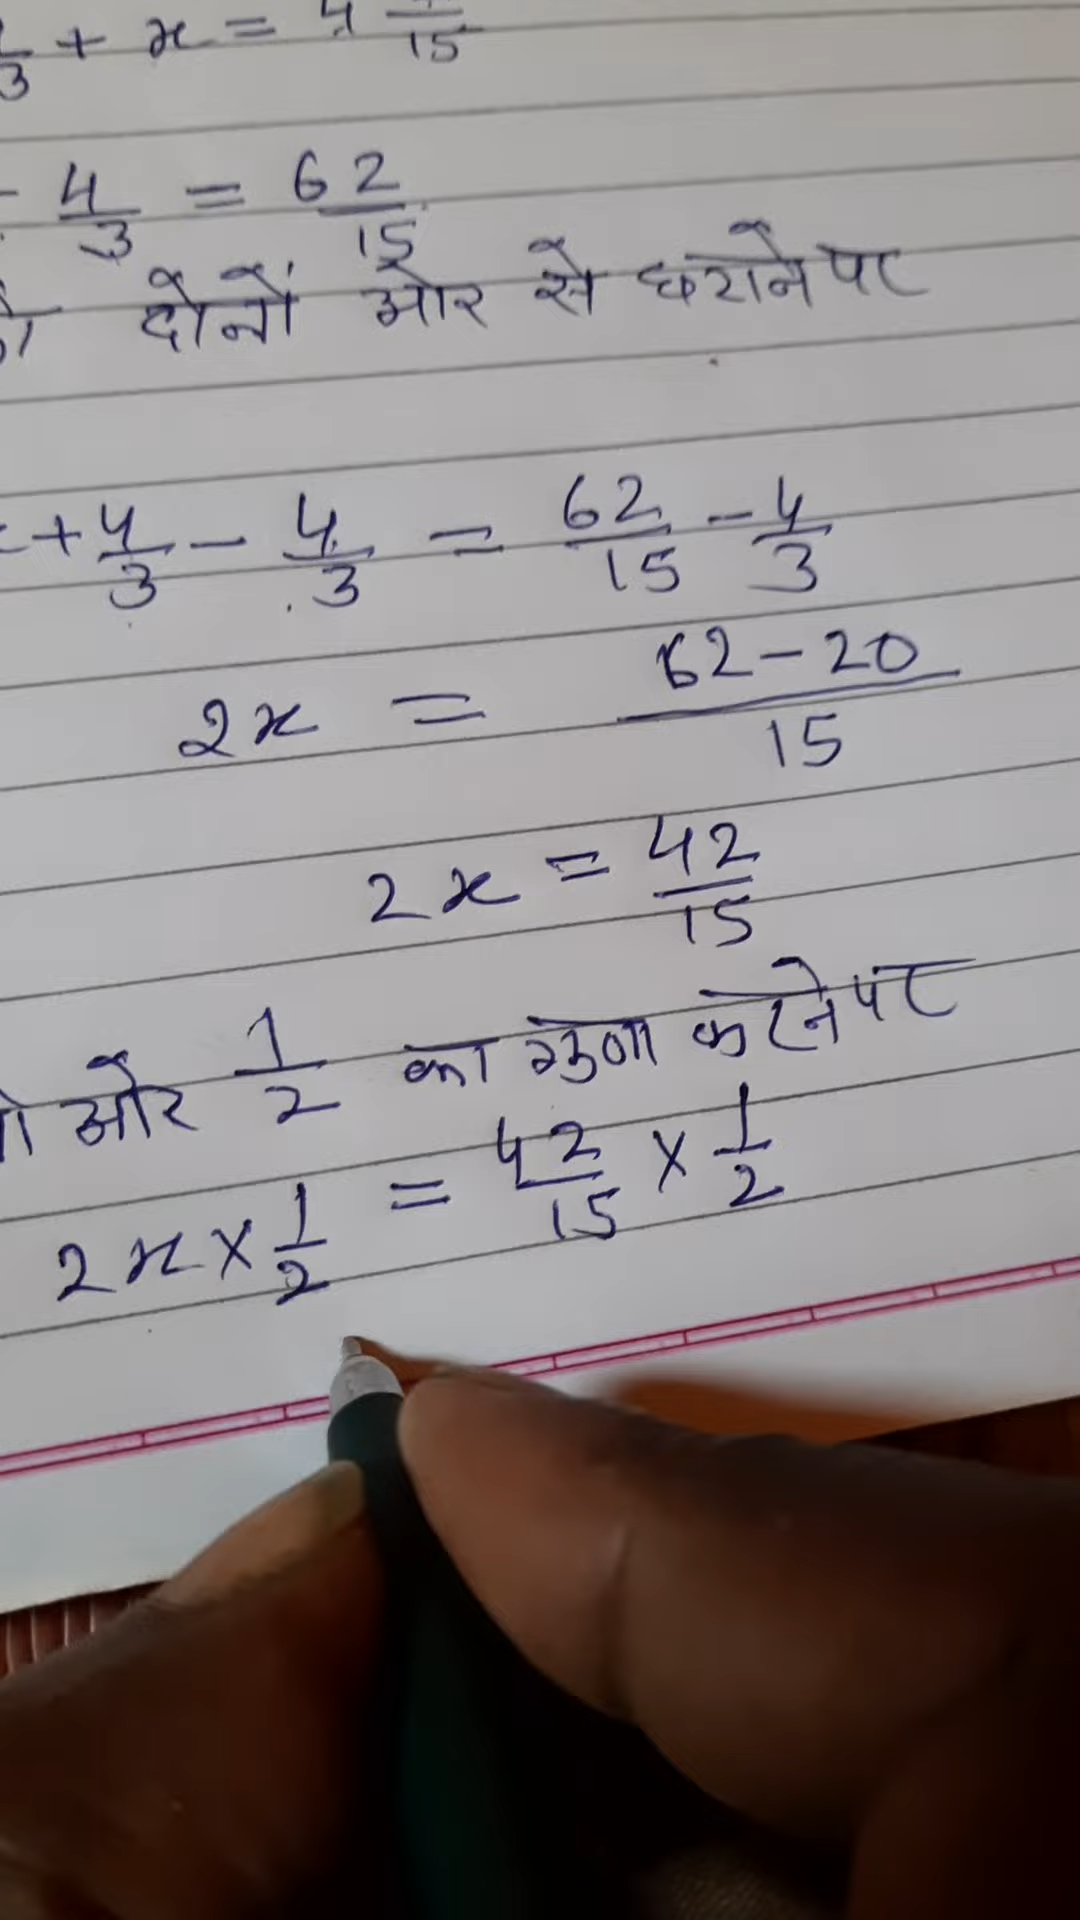 3 + x = 4 /15
4/3 = 62/15
दोनों ओर से घटाने पर
+ 4/3 - 4/3 = 62/15 - 4/3
2x = 62 - 20/15
2x = 42/15
ओर 1/2 का गुणा करने पर
2x × 1/2 = 42/15 × 1/2